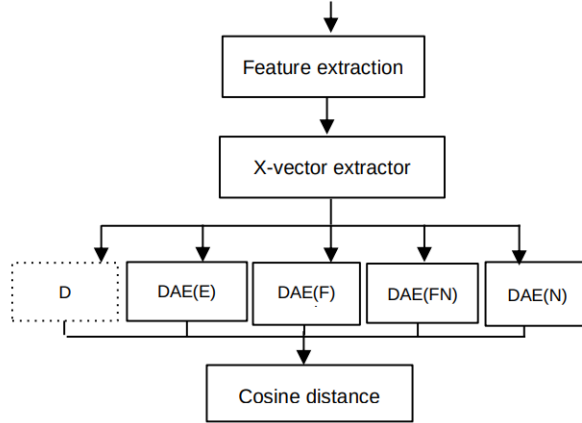 Feature extraction
X-vector extractor
D
DAE(E)
DAE(F)
DAE(FN)
DAE(N)
Cosine distance